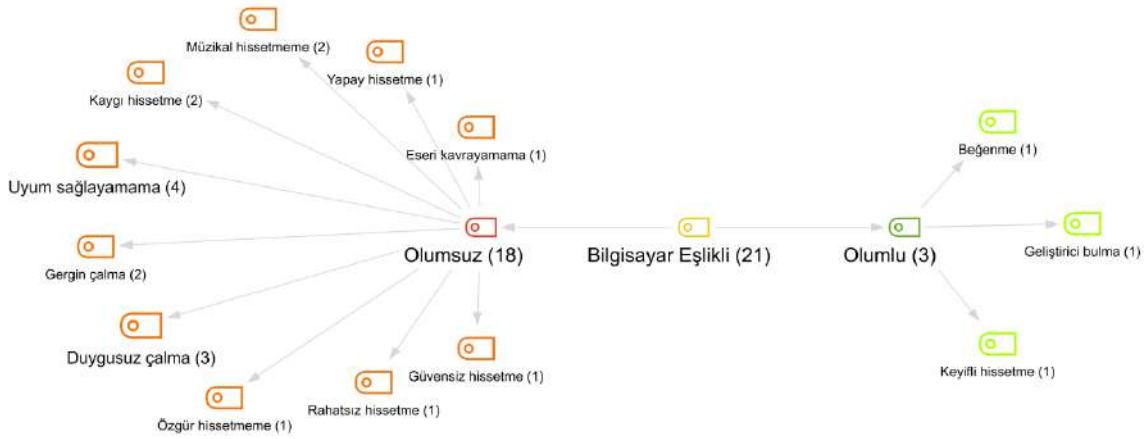 Müzikal hissetmeme (2)
Yapay hissetme (1)
Kaygı hissetme (2)
Eseri kavrayamama (1)
Beğenme (1)
Uyum sağlayamama (4)
Olumsuz (18)
Bilgisayar Eşlikli (21)
Olumlu (3)
Geliştirici bulma (1)
Gergin çalma (2)
Duygusuz çalma (3)
Güvensiz hissetme (1)
Keyifli hissetme (1)
Rahatsız hissetme (1)
Özgür hissetmeme (1)